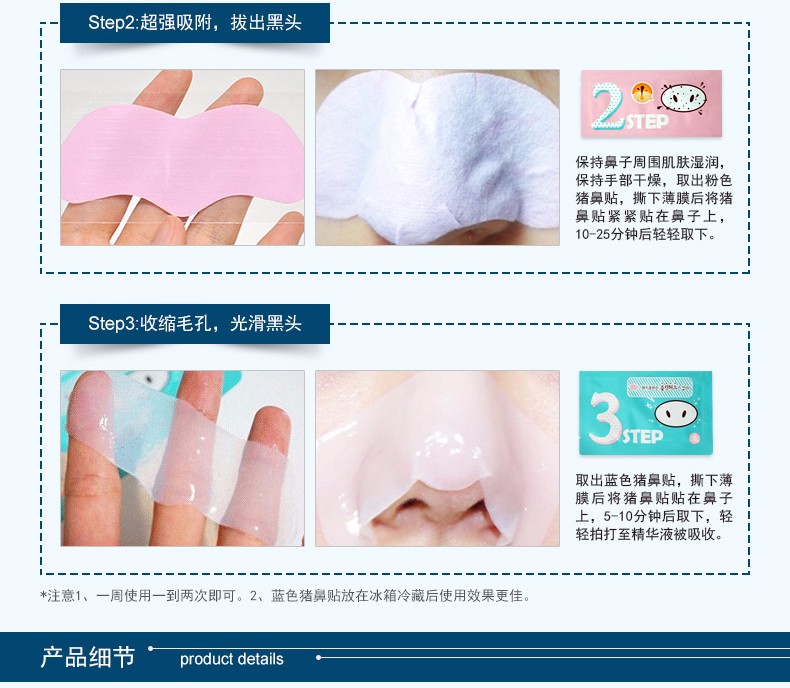 Step2:超强吸附，拔出黑头
2
STEP
保持鼻子周围肌肤湿润，
保持手部干燥，取出粉色
猪鼻贴，撕下薄膜后将猪
鼻贴紧紧贴在鼻子上，
10-25分钟后轻轻取下。
Step3:收缩毛孔，光滑黑头
3
STEP
取出蓝色猪鼻贴，撕下薄
膜后将猪鼻贴贴在鼻子
上，5-10分钟后取下，轻
轻拍打至精华液被吸收。
*注意1、一周使用一到两次即可。2、蓝色猪鼻贴放在冰箱冷藏后使用效果更佳。
产品细节
product details